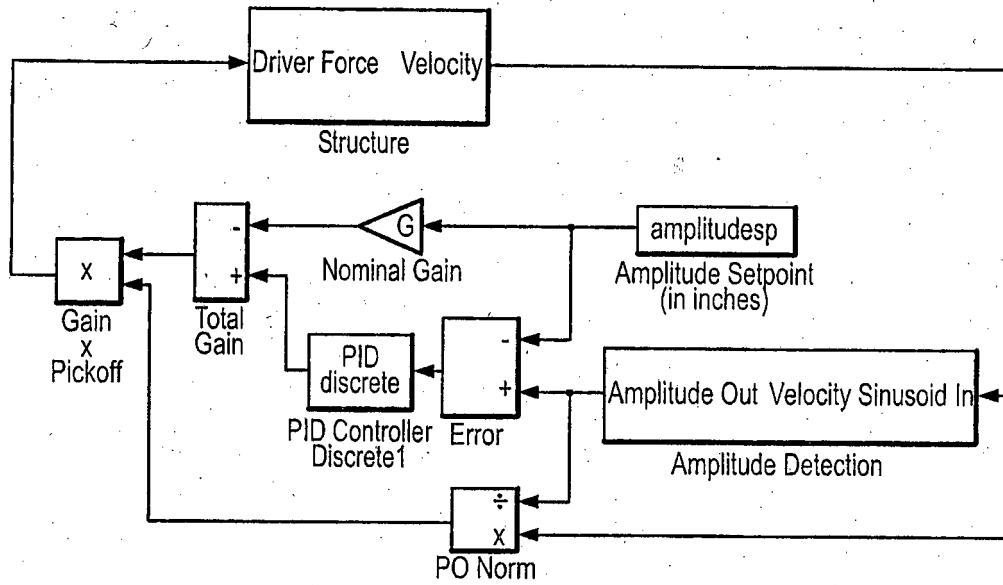 Driver Force Velocity
Structure
-
+
Total
Gain
G
Nominal Gain
amplitudesp
Amplitude Setpoint
(in inches)
x
Gain
x
Pickoff
PID
discrete
PID Controller
Discrete1
-
+
Error
Amplitude Out Velocity Sinusoid In
Amplitude Detection
÷
x
PO Norm